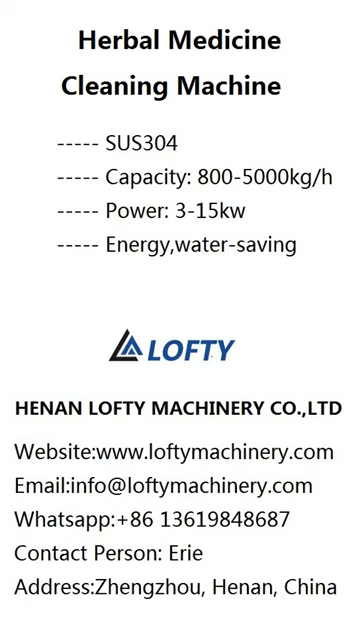 Herbal Medicine
Cleaning Machine
----- SUS304
----- Capacity: 800-5000kg/h
----- Power: 3-15kw
----- Energy,water-saving
LOFTY
HENAN LOFTY MACHINERY CO.,LTD
Website:www.loftymachinery.com
Email:info@loftymachinery.com
Whatsapp:+86 13619848687
Contact Person: Erie
Address:Zhengzhou, Henan, China